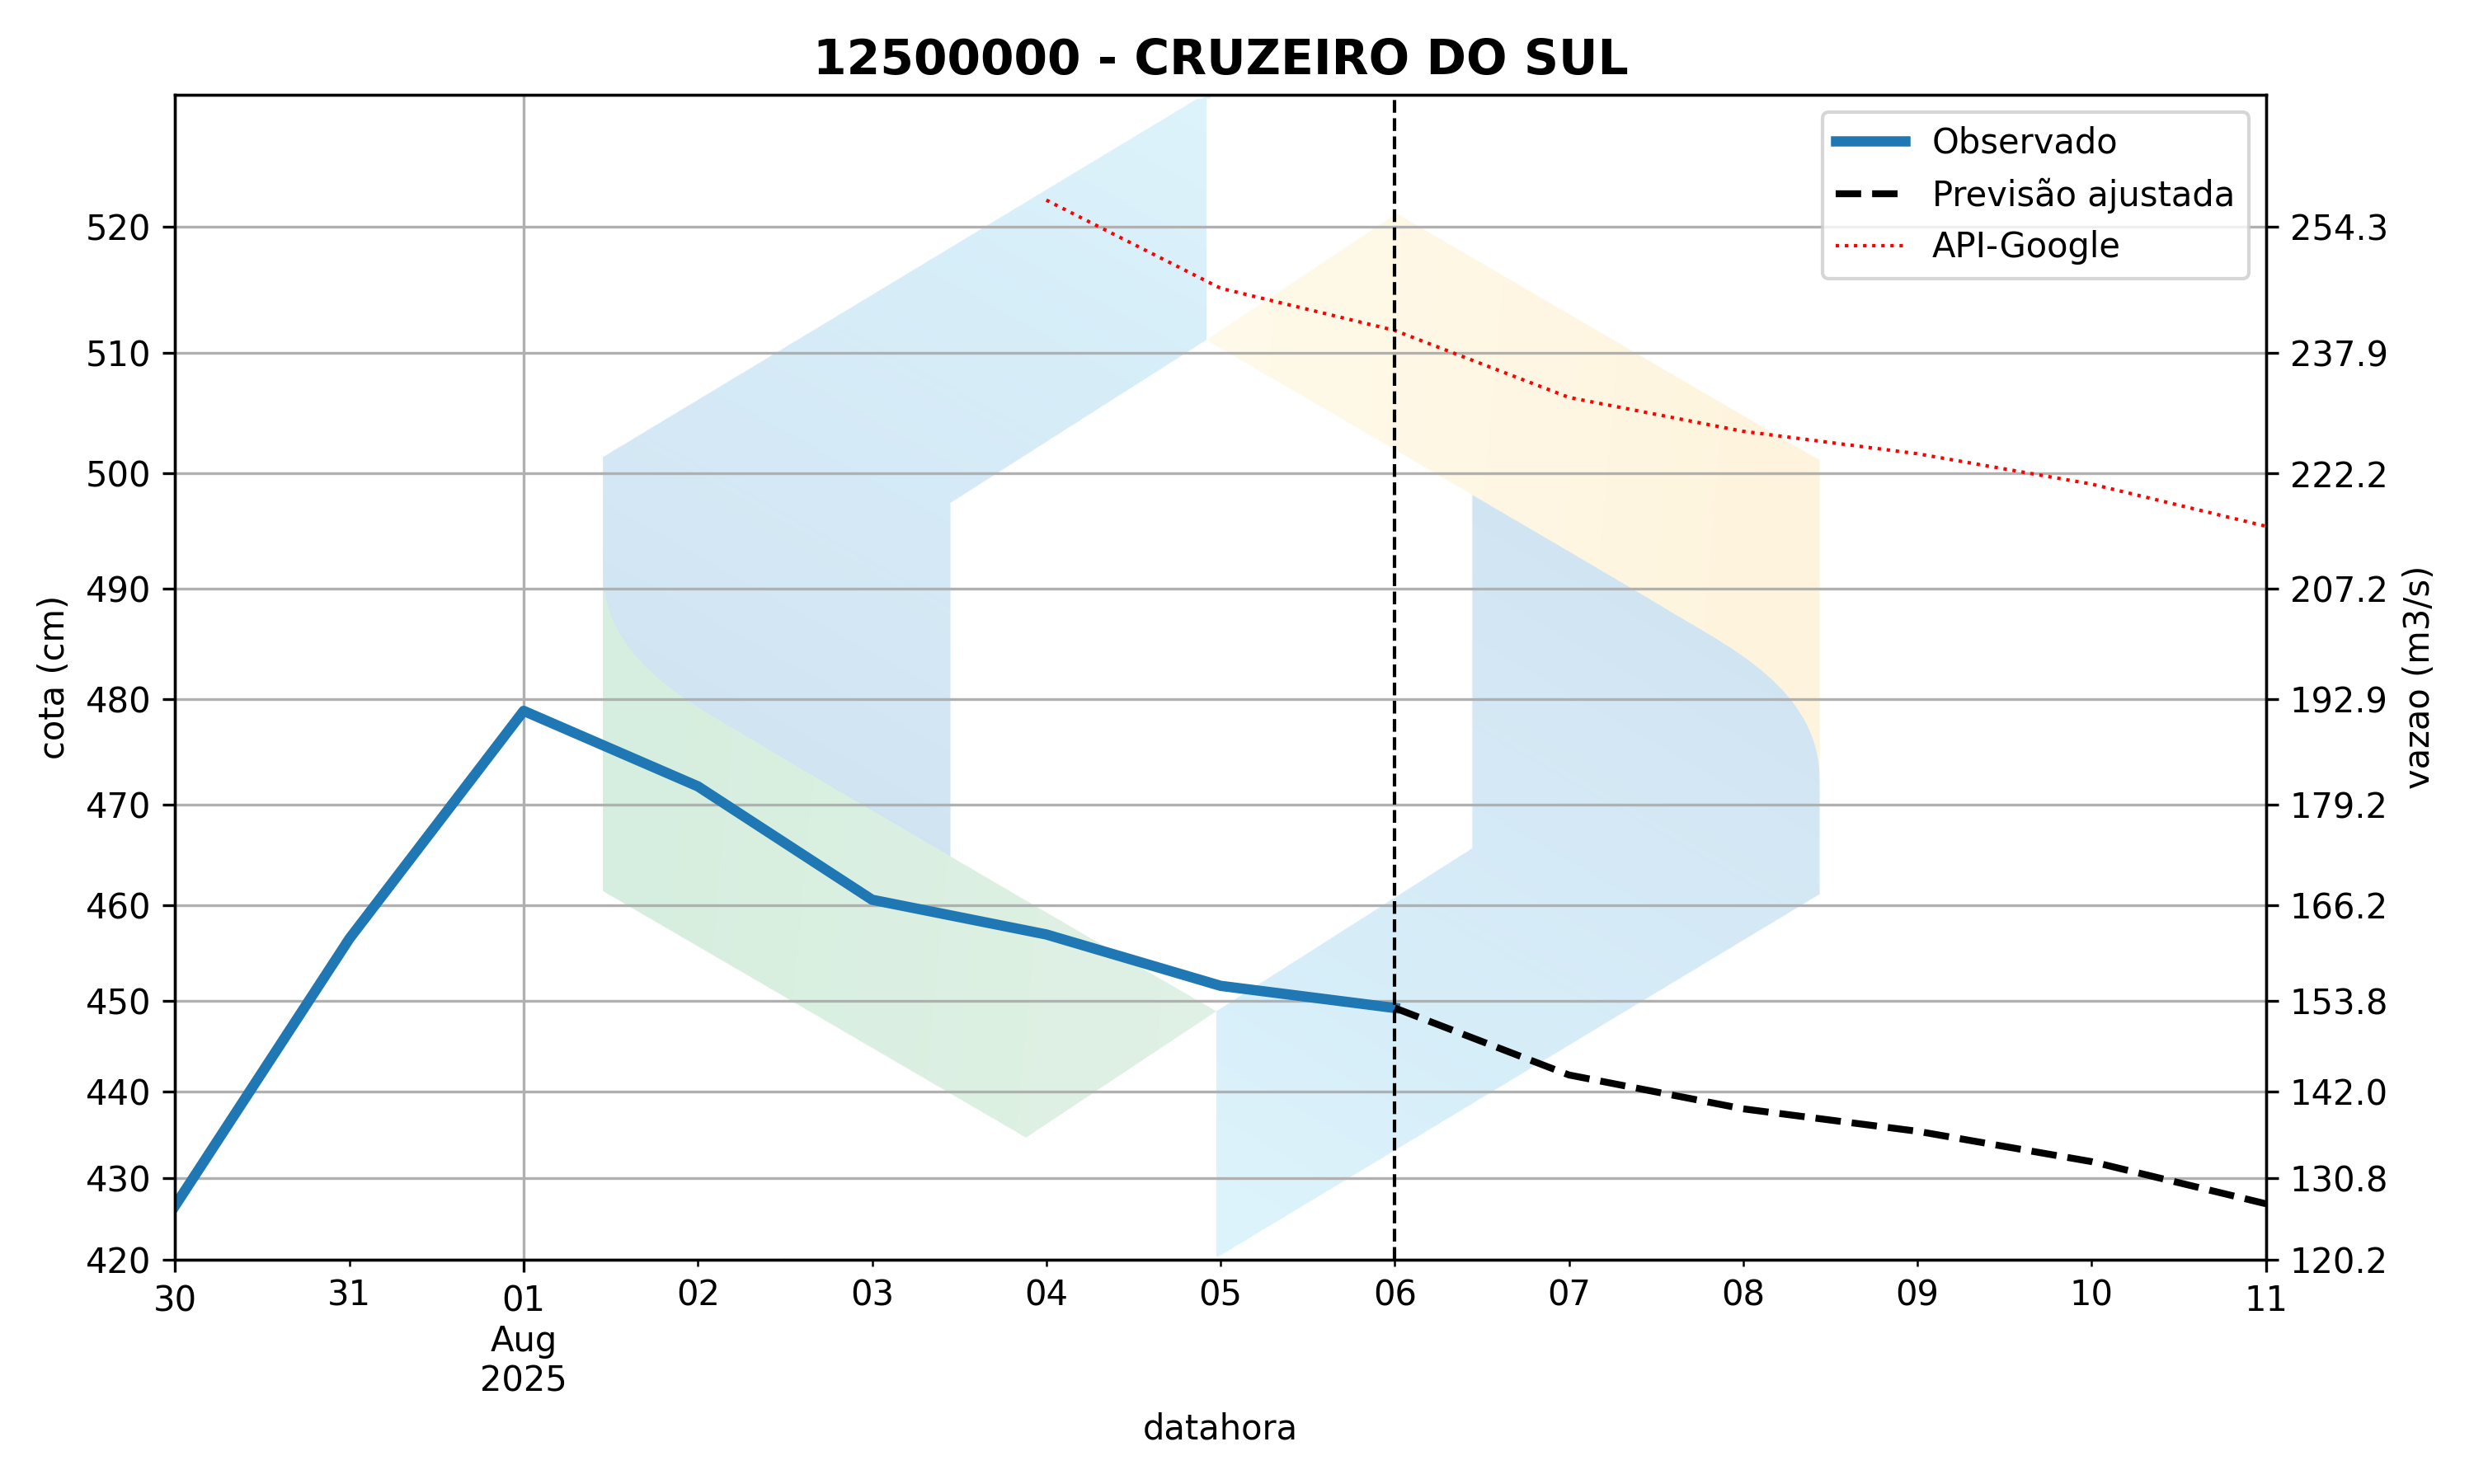 12500000 - CRUZEIRO DO SUL
Observado
Previsão ajustada
API-Google
cota (cm)
520
510
500
490
480
470
460
450
440
430
420
254.3
237.9
222.2
207.2
192.9
179.2
166.2
153.8
142.0
130.8
120.2
vazao (m3/s)
30 31 01 02 03 04 05 06 07 08 09 10 11
Aug
2025
datahora